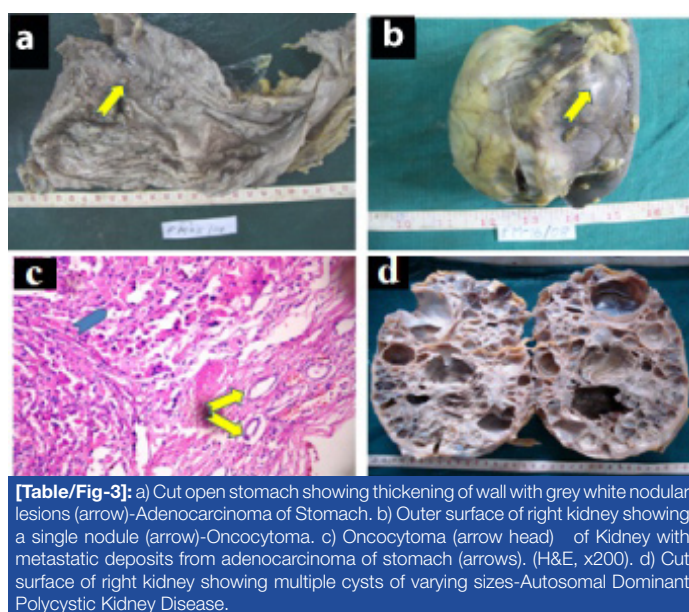 a
b
c
d
[Table/Fig-3]: a) Cut open stomach showing thickening of wall with grey white nodular
lesions (arrow)-Adenocarcinoma of Stomach. b) Outer surface of right kidney showing
a single nodule (arrow)-Oncocytoma. c) Oncocytoma (arrow head) of Kidney with
metastatic deposits from adenocarcinoma of stomach (arrows). (H&E, x200). d) Cut
surface of right kidney showing multiple cysts of varying sizes-Autosomal Dominant
Polycystic Kidney Disease.